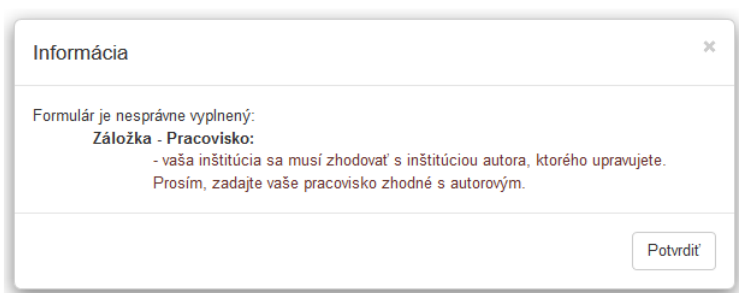 Informácia
×
Formulár je nesprávne vyplnený:
Záložka - Pracovisko:
- vaša inštitúcia sa musí zhodovať s inštitúciou autora, ktorého upravujete.
Prosím, zadajte vaše pracovisko zhodné s autorovým.
Potvrdiť